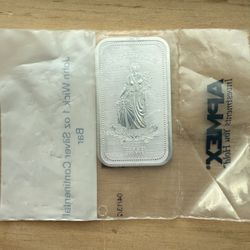 John Wick® 1 oz Silver Continental
Bar
Investments You Hold
APMEX.